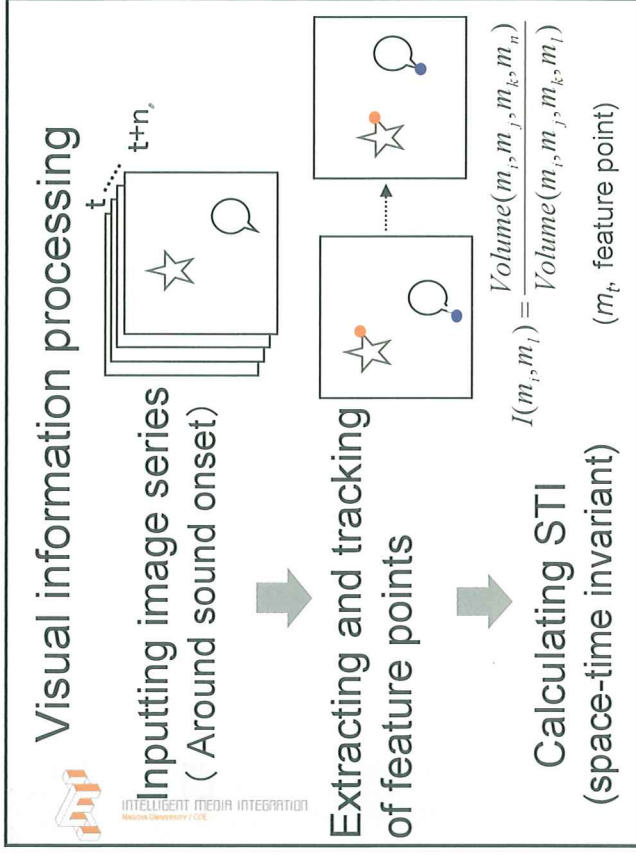 Visual information processing
INTELLIGENT MEDIA INTEGRATION
NAGOYA UNIVERSITY / COE
Inputting image series
( Around sound onset)
t
t+n
Extracting and tracking
of feature points
Calculating STI
(space-time invariant)
I(m_i, m_l) = Volume(m_i, m_j, m_k, m_n) / Volume(m_i, m_j, m_k, m_l)
(m_t, feature point)